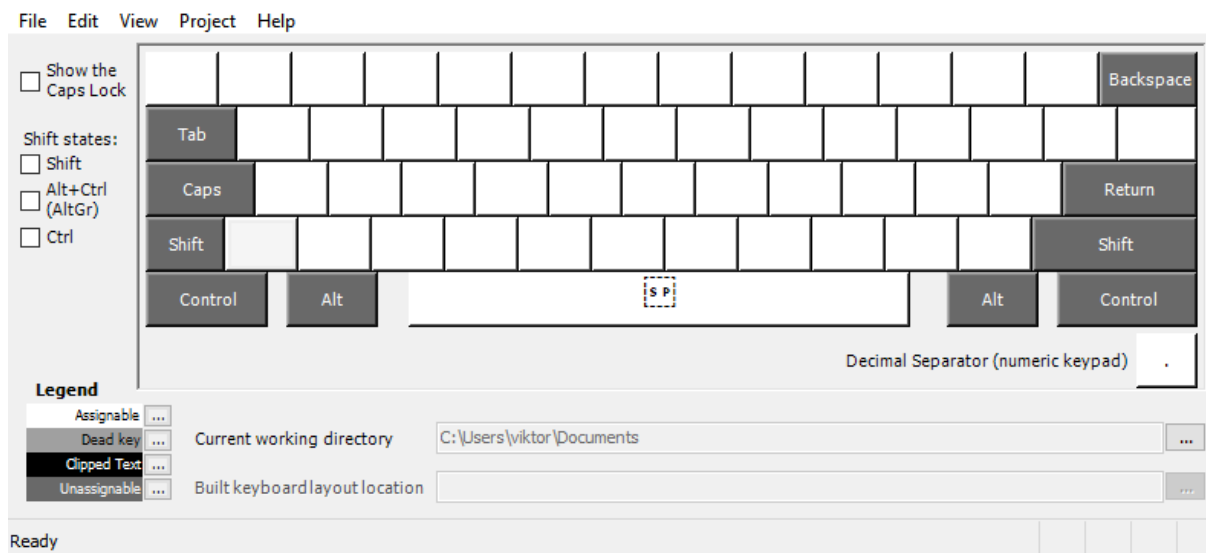 File Edit View Project Help
Show the
Caps Lock
Shift states:
Shift
Alt+Ctrl
(AltGr)
Ctrl
Backspace
Tab
Caps Return
Shift Shift
SP
Control Alt Alt Control
Decimal Separator (numeric keypad) .
Legend
Assignable ...
Dead key ...
Clipped Text ...
Unassignable ...
Current working directory C:\Users\viktor\Documents ...
Built keyboard layout location ...
Ready